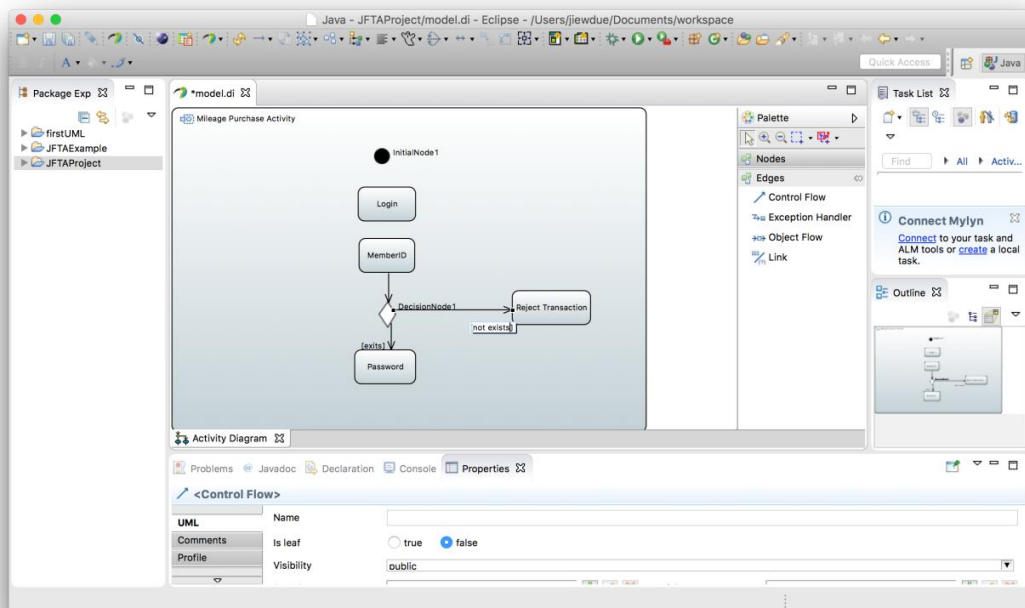 Java - JFTAProject/model.di - Eclipse - /Users/jiewdue/Documents/workspace
A
Quick Access
Java
Package Exp
*model.di
Task List
firstUML
JFTAExample
JFTAProject
Mileage Purchase Activity
InitialNode1
Login
MemberID
DecisionNode1
Reject Transaction
not exists]
[exits]
Password
Activity Diagram
Palette
Nodes
Edges
Control Flow
Exception Handler
Object Flow
Link
Find
All
Activ...
Connect Mylyn
Connect to your task and
ALM tools or create a local
task.
Outline
Problems
Javadoc
Declaration
Console
Properties
<Control Flow>
UML
Comments
Profile
Name
Is leaf
true
false
Visibility
public